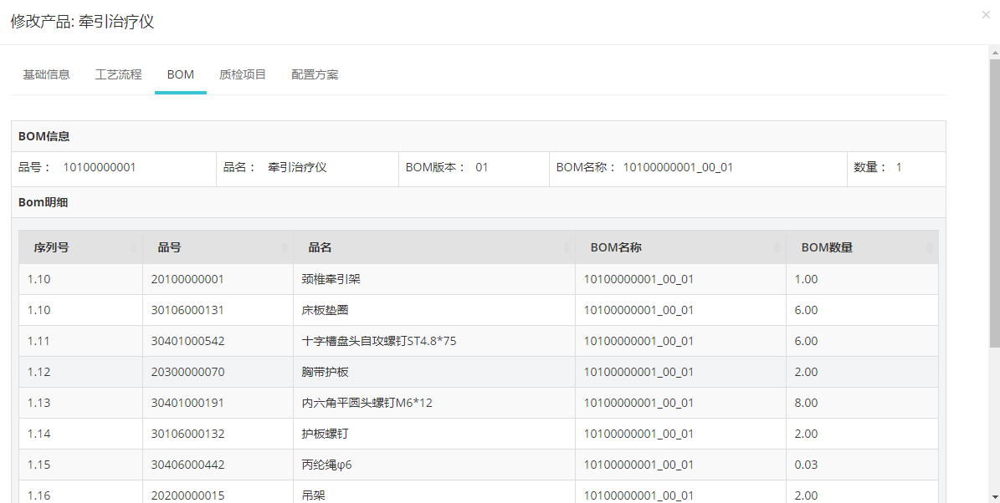 修改产品: 牵引治疗仪
×
基础信息 工艺流程 BOM 质检项目 配置方案
BOM信息
品号： 10100000001 品名： 牵引治疗仪 BOM版本： 01 BOM名称： 10100000001_00_01 数量： 1
Bom明细
序列号 品号 品名 BOM名称 BOM数量
1.10 20100000001 颈椎牵引架 10100000001_00_01 1.00
1.10 30106000131 床板垫圈 10100000001_00_01 6.00
1.11 30401000542 十字槽盘头自攻螺钉ST4.8*75 10100000001_00_01 6.00
1.12 20300000070 胸带护板 10100000001_00_01 2.00
1.13 30401000191 内六角平圆头螺钉M6*12 10100000001_00_01 8.00
1.14 30106000132 护板螺钉 10100000001_00_01 2.00
1.15 30406000442 丙纶绳φ6 10100000001_00_01 0.03
1.16 20200000015 吊架 10100000001_00_01 2.00